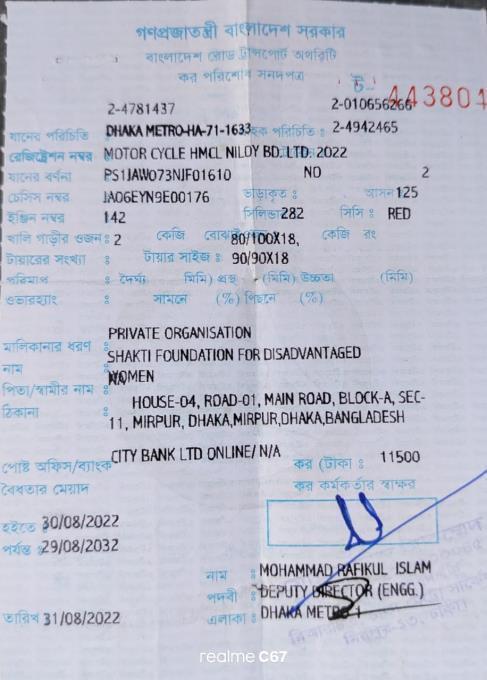 গণপ্রজাতন্ত্রী বাংলাদেশ সরকার
বাংলাদেশ রোড ট্রান্সপোর্ট অথরিটি
কর পরিশোধ সনদপত্র
443801
2-4781437 2-010656266
যানের পরিচিতি : DHAKA METRO-HA-71-1633 হক পরিচিতি : 2-4942465
রেজিস্ট্রেশন নম্বর MOTOR CYCLE HMCL NILOY BD. LTD. 2022
যানের বর্ণনা PS1JAW073NJF01610 NO 2
চেসিস নম্বর JA06EYN9E00176 ভাড়াকৃত : আসন 125
ইঞ্জিন নম্বর 142 সিলিন্ডা 282 সিসি : RED
খালি গাড়ীর ওজন : 2 কেজি বোঝাই 80/100X18, কেজি রং
টায়ারের সংখ্যা : টায়ার সাইজ : 90/90X18
পরিমাপ : দৈর্ঘ্য মিমি) প্রস্থ (মিমি) উচ্চতা (মিমি)
ওভারহ্যাং : সামনে (%) পিছনে (%)
মালিকানার ধরণ : PRIVATE ORGANISATION
নাম : SHAKTI FOUNDATION FOR DISADVANTAGED
WOMEN
পিতা/স্বামীর নাম : NA
ঠিকানা : HOUSE-04, ROAD-01, MAIN ROAD, BLOCK-A, SEC-
11, MIRPUR, DHAKA,MIRPUR,DHAKA,BANGLADESH
পোষ্ট অফিস/ব্যাংক CITY BANK LTD ONLINE/ N/A কর (টাকা : 11500
বৈধতার মেয়াদ কর কর্মকর্তার স্বাক্ষর
হইতে : 30/08/2022
পর্যন্ত : 29/08/2032
নাম : MOHAMMAD RAFIKUL ISLAM
পদবী : DEPUTY DIRECTOR (ENGG.)
তারিখ 31/08/2022 এলাকা : DHAKA METRO 1
realme C67